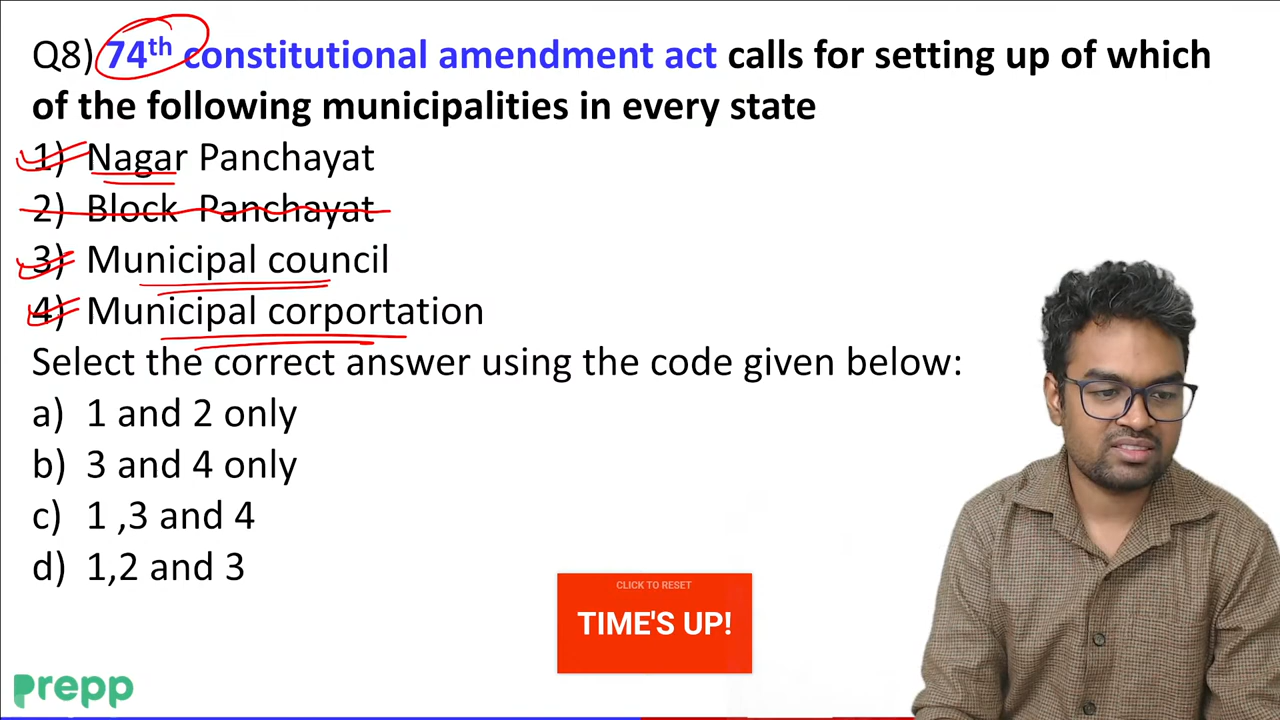 Q8) 74th constitutional amendment act calls for setting up of which
of the following municipalities in every state
1) Nagar Panchayat
2) Block Panchayat
3) Municipal council
4) Municipal corportation
Select the correct answer using the code given below:
a) 1 and 2 only
b) 3 and 4 only
c) 1 ,3 and 4
d) 1,2 and 3
CLICK TO RESET
TIME'S UP!
prepp